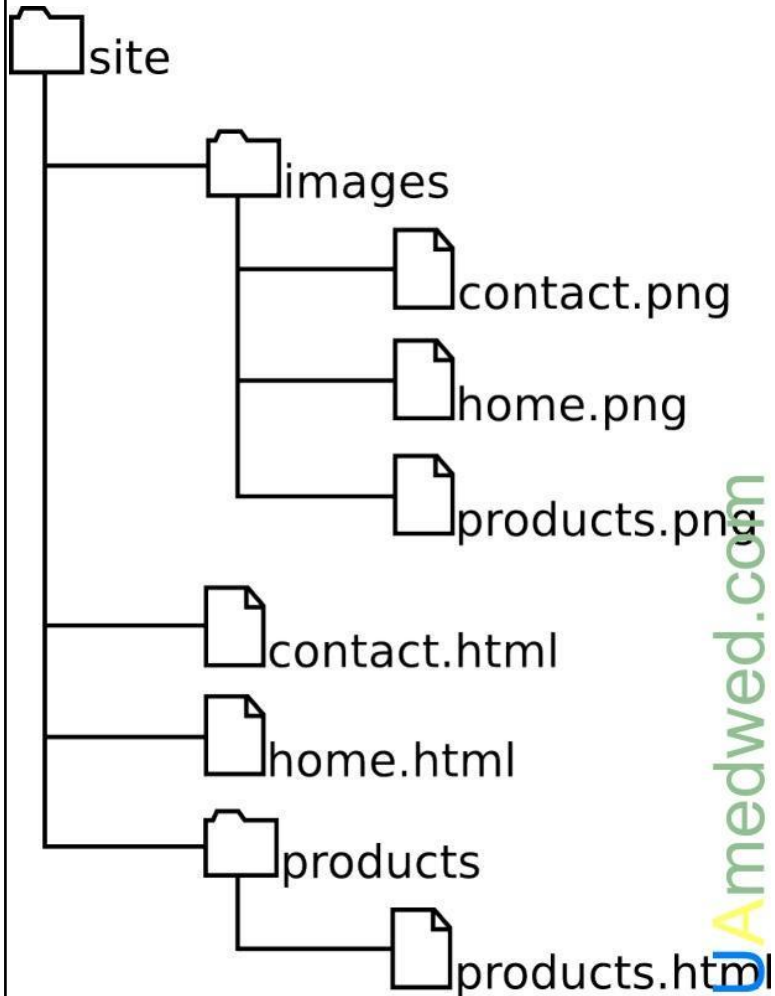 site
images
contact.png
home.png
products.png
contact.html
home.html
products
products.html
UAmedwed.com